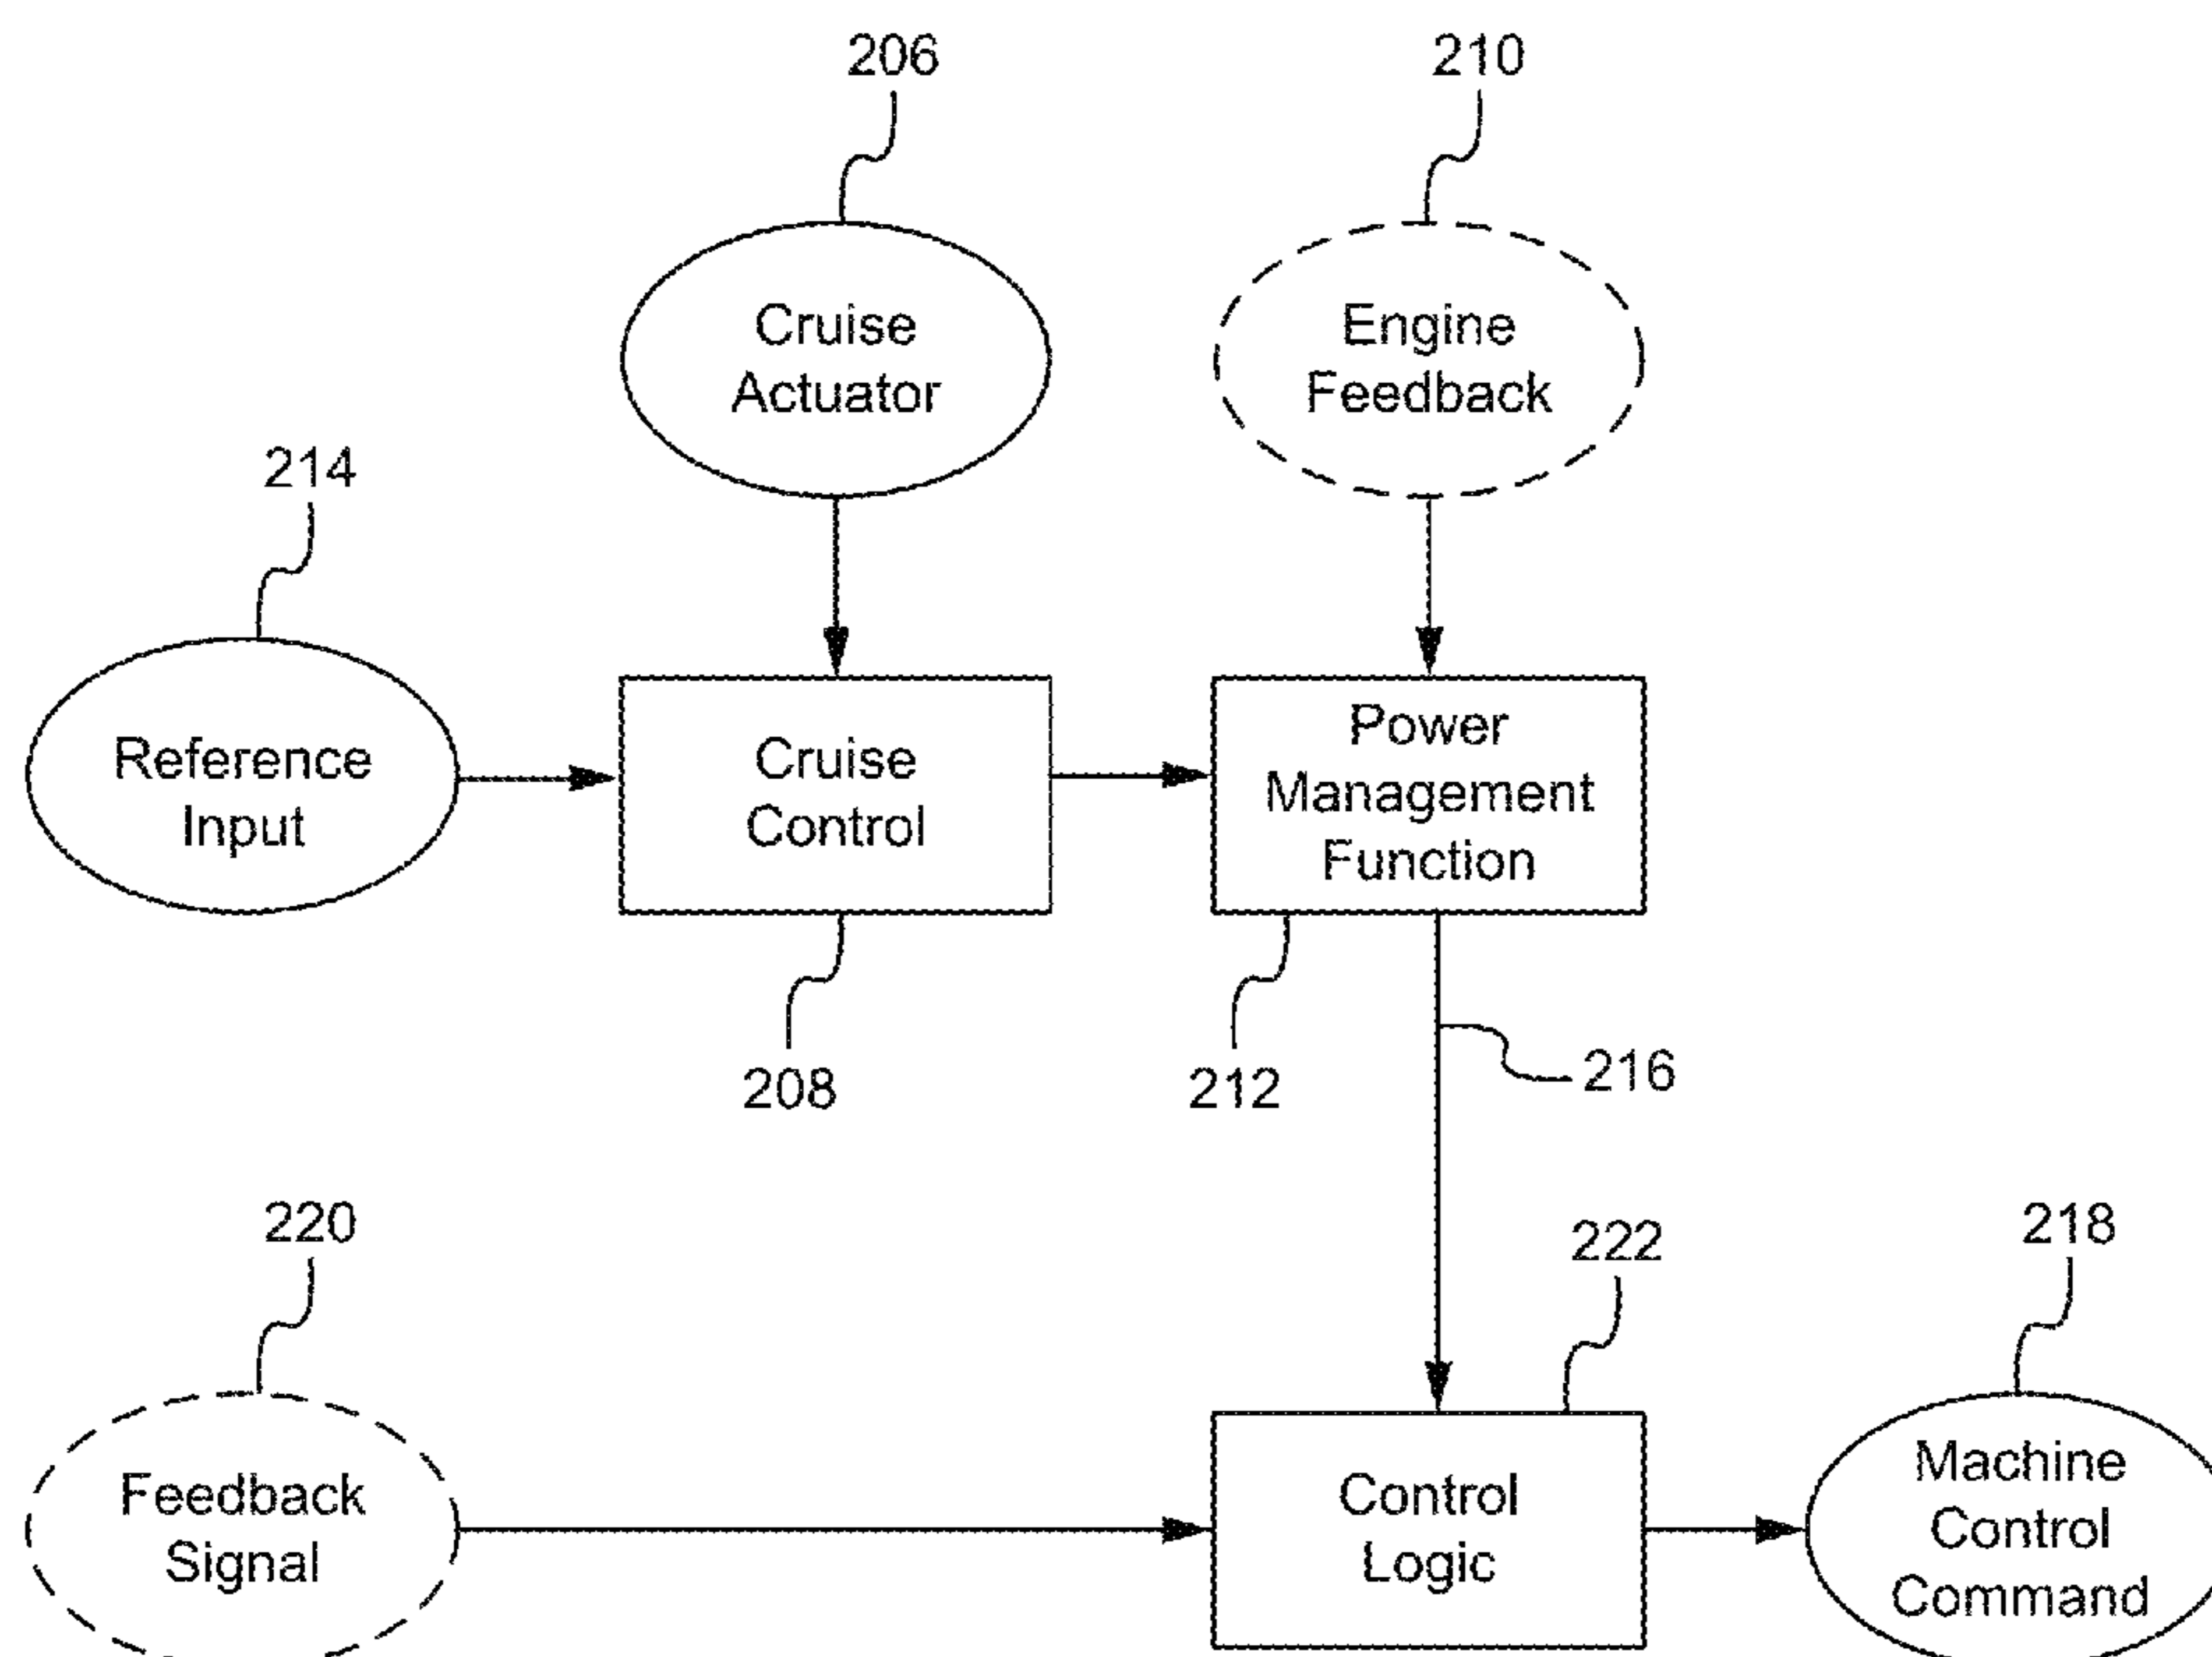 206
210
Cruise
Actuator
Engine
Feedback
214
Reference
Input
Cruise
Control
Power
Management
Function
208
212
216
220
222
218
Feedback
Signal
Control
Logic
Machine
Control
Command